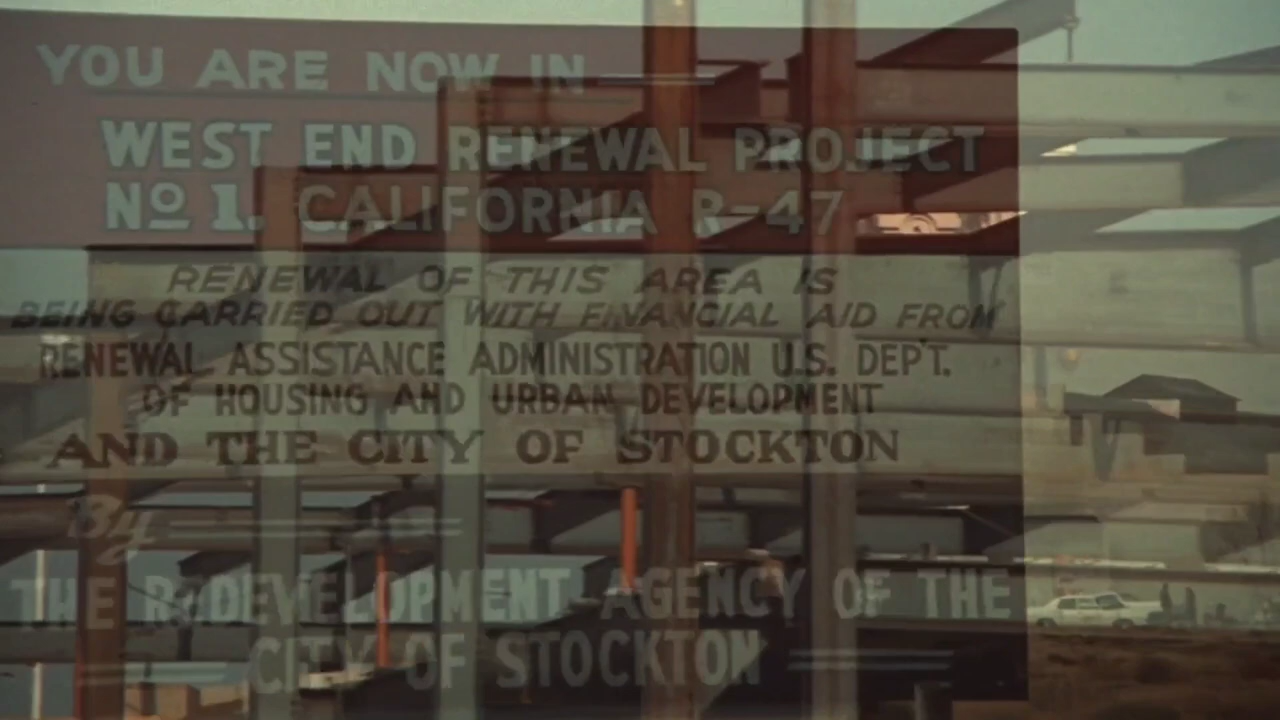 YOU ARE NOW IN
WEST END RENEWAL PROJECT
Nº 1. CALIFORNIA R-47
RENEWAL OF THIS AREA IS
BEING CARRIED OUT WITH FINANCIAL AID FROM
RENEWAL ASSISTANCE ADMINISTRATION U.S. DEP'T.
OF HOUSING AND URBAN DEVELOPMENT
AND THE CITY OF STOCKTON
By
THE REDEVELOPMENT AGENCY OF THE
CITY OF STOCKTON